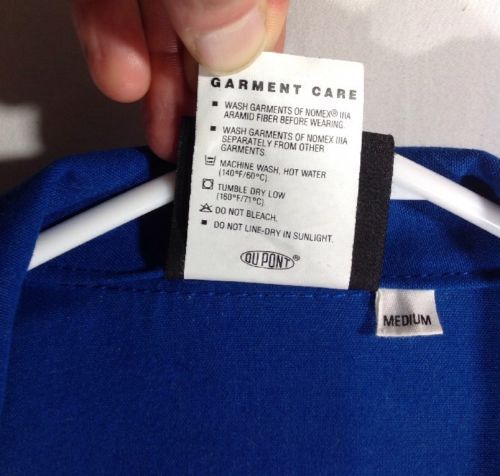 GARMENT CARE
▪ WASH GARMENTS OF NOMEX® IIIA
ARAMID FIBER BEFORE WEARING.
▪ WASH GARMENTS OF NOMEX IIIA
SEPARATELY FROM OTHER
GARMENTS.
MACHINE WASH, HOT WATER
(140°F/60°C).
TUMBLE DRY LOW
(160°F/71°C).
DO NOT BLEACH.
▪ DO NOT LINE-DRY IN SUNLIGHT.
DU PONT®
MEDIUM